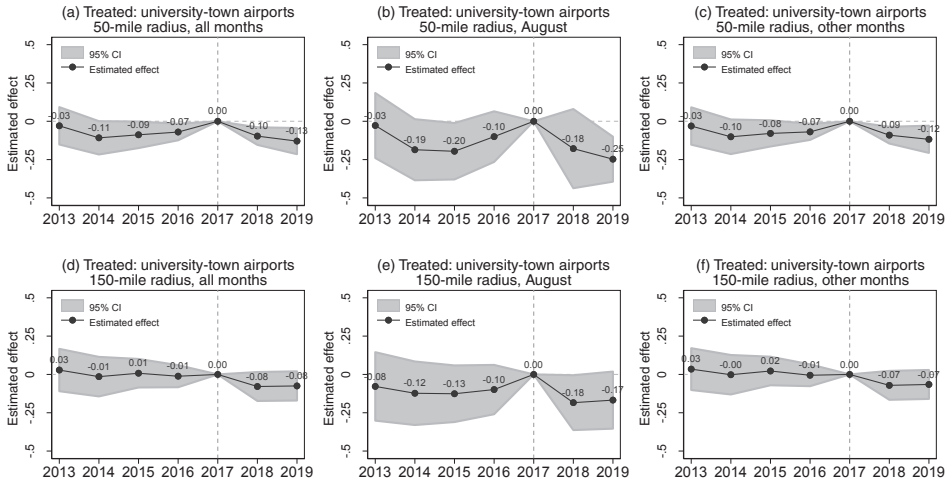 (a) Treated: university-town airports
50-mile radius, all months
(b) Treated: university-town airports
50-mile radius, August
(c) Treated: university-town airports
50-mile radius, other months
Estimated effect
.5
.25
0
-.25
-.5
95% CI
Estimated effect
-0.03
-0.11
-0.09
-0.07
0.00
-0.10
-0.13
2013 2014 2015 2016 2017 2018 2019
Estimated effect
.5
.25
0
-.25
-.5
95% CI
Estimated effect
-0.03
-0.19
-0.20
-0.10
0.00
-0.18
-0.25
2013 2014 2015 2016 2017 2018 2019
Estimated effect
.5
.25
0
-.25
-.5
95% CI
Estimated effect
-0.03
-0.10
-0.08
-0.07
0.00
-0.09
-0.12
2013 2014 2015 2016 2017 2018 2019
(d) Treated: university-town airports
150-mile radius, all months
(e) Treated: university-town airports
150-mile radius, August
(f) Treated: university-town airports
150-mile radius, other months
Estimated effect
.5
.25
0
-.25
-.5
95% CI
Estimated effect
0.03
-0.01
0.01
-0.01
0.00
-0.08
-0.08
2013 2014 2015 2016 2017 2018 2019
Estimated effect
.5
.25
0
-.25
-.5
95% CI
Estimated effect
-0.08
-0.12
-0.13
-0.10
0.00
-0.18
-0.17
2013 2014 2015 2016 2017 2018 2019
Estimated effect
.5
.25
0
-.25
-.5
95% CI
Estimated effect
0.03
-0.00
0.02
-0.01
0.00
-0.07
-0.07
2013 2014 2015 2016 2017 2018 2019